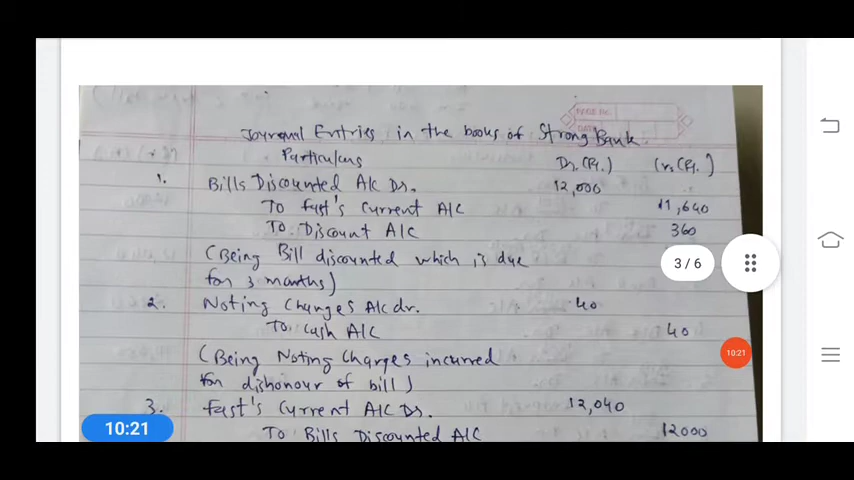 PAGE No.
DATE
Journal Entries in the books of Strong Bank
Particulars Dr. (Rs.) Cr. (Rs.)
1. Bills Discounted A/C Dr. 12,000
To Fast's Current A/C 11,640
To Discount A/C 360
(Being Bill discounted which is due
for 3 months)
3/6
2. Noting Charges A/c dr. 40
To Cash A/C 40
(Being Noting Charges incurred
for dishonour of bill)
10:21
3. Fast's Current A/C Dr. 12,040
To Bills Discounted A/C 12000
10:21